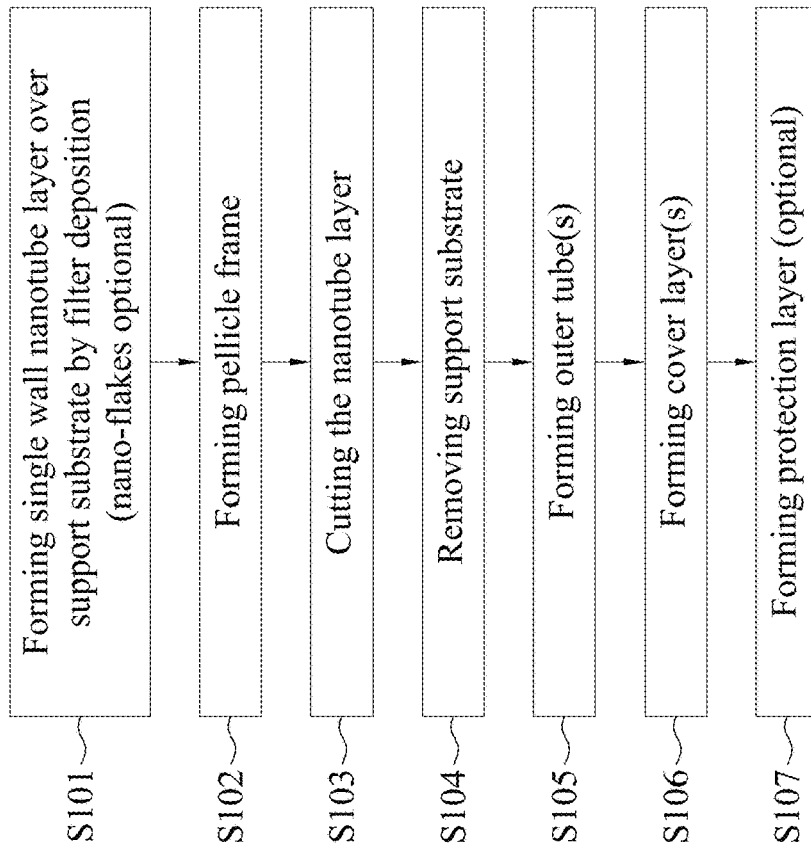 S101
Forming single wall nanotube layer over
support substrate by filter deposition
(nano-flakes optional)
S102
Forming pellicle frame
S103
Cutting the nanotube layer
S104
Removing support substrate
S105
Forming outer tube(s)
S106
Forming cover layer(s)
S107
Forming protection layer (optional)